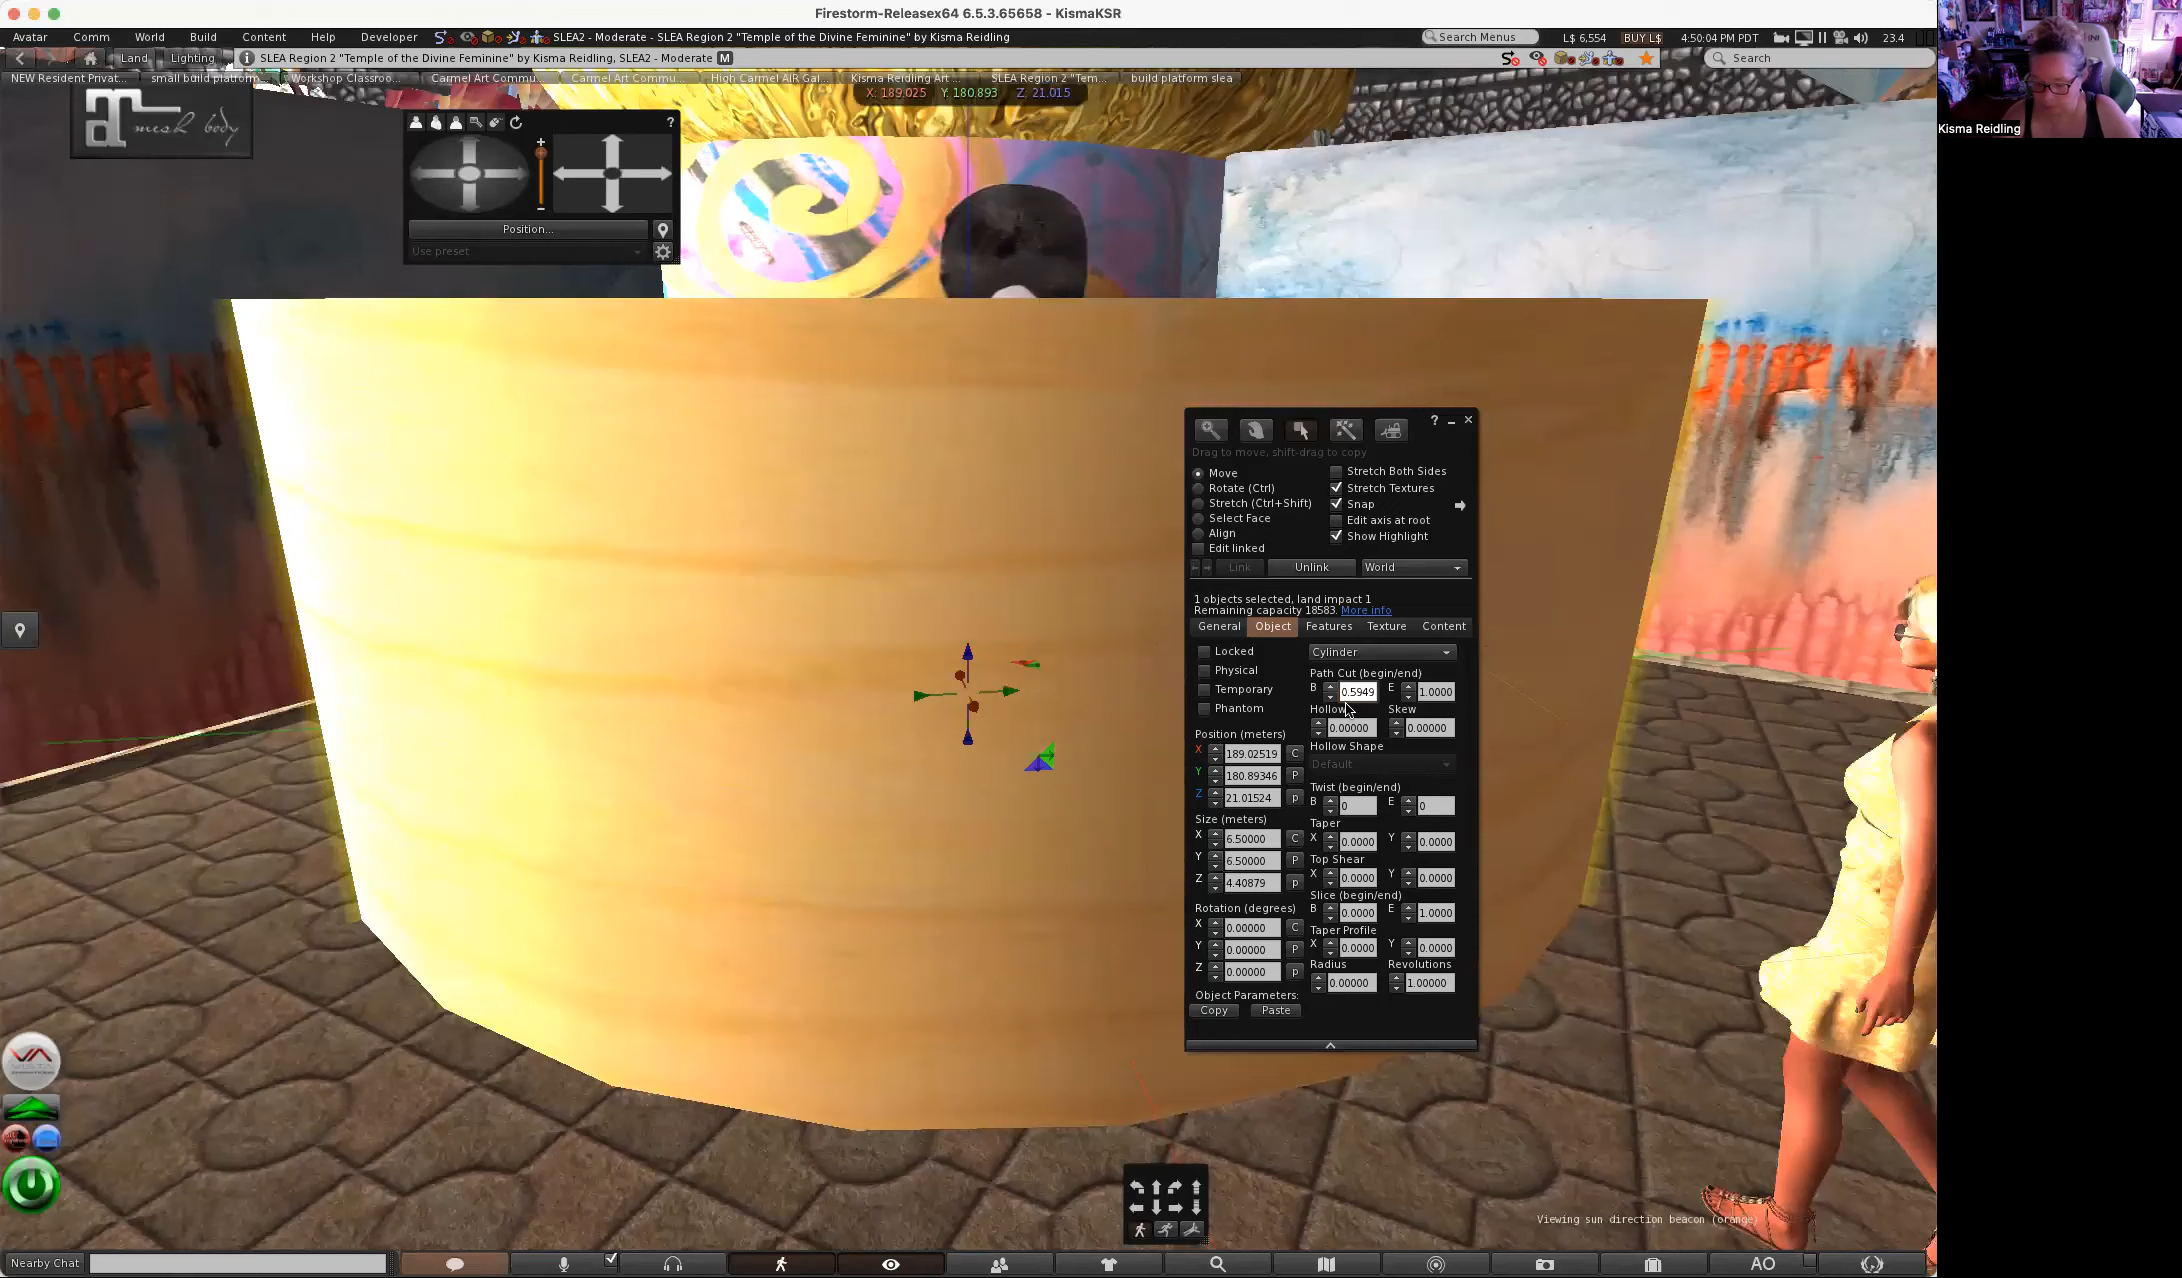 Firestorm-Releasex64 6.5.3.65658 - KismaKSR
Avatar Comm World Build Content Help Developer SLEA2 - Moderate - SLEA Region 2 "Temple of the Divine Feminine" by Kisma Reidling Search Menus L$ 6,554 BUY L$ 4:50:04 PM PDT 23.4
Land Lighting SLEA Region 2 "Temple of the Divine Feminine" by Kisma Reidling, SLEA2 - Moderate M Search
NEW Resident Privat... small build platform... Workshop Classroo... Carmel Art Commu... Carmel Art Commu... High Carmel AIR Gal... Kisma Reidling Art ... SLEA Region 2 "Tem... build platform slea
X: 189.025 Y: 180.893 Z: 21.015
mesh body
?
Position...
Use preset
Kisma Reidling
?
Drag to move, shift-drag to copy
Move Stretch Both Sides
Rotate (Ctrl) Stretch Textures
Stretch (Ctrl+Shift) Snap
Select Face Edit axis at root
Align Show Highlight
Edit linked
Link Unlink World
1 objects selected, land impact 1
Remaining capacity 18583. More info
General Object Features Texture Content
Locked Cylinder
Physical Path Cut (begin/end)
Temporary B 0.5949 E 1.0000
Phantom Hollow Skew
0.00000 0.00000
Position (meters) Hollow Shape
X 189.02519 C Default
Y 180.89346 P
Z 21.01524 p Twist (begin/end)
B 0 E 0
Size (meters) Taper
X 6.50000 C X 0.0000 Y 0.0000
Y 6.50000 P Top Shear
Z 4.40879 p X 0.0000 Y 0.0000
Slice (begin/end)
Rotation (degrees) B 0.0000 E 1.0000
X 0.00000 C Taper Profile
Y 0.00000 P X 0.0000 Y 0.0000
Z 0.00000 p Radius Revolutions
0.00000 1.00000
Object Parameters:
Copy Paste
VISTA
Viewing sun direction beacon (orange)
Nearby Chat AO